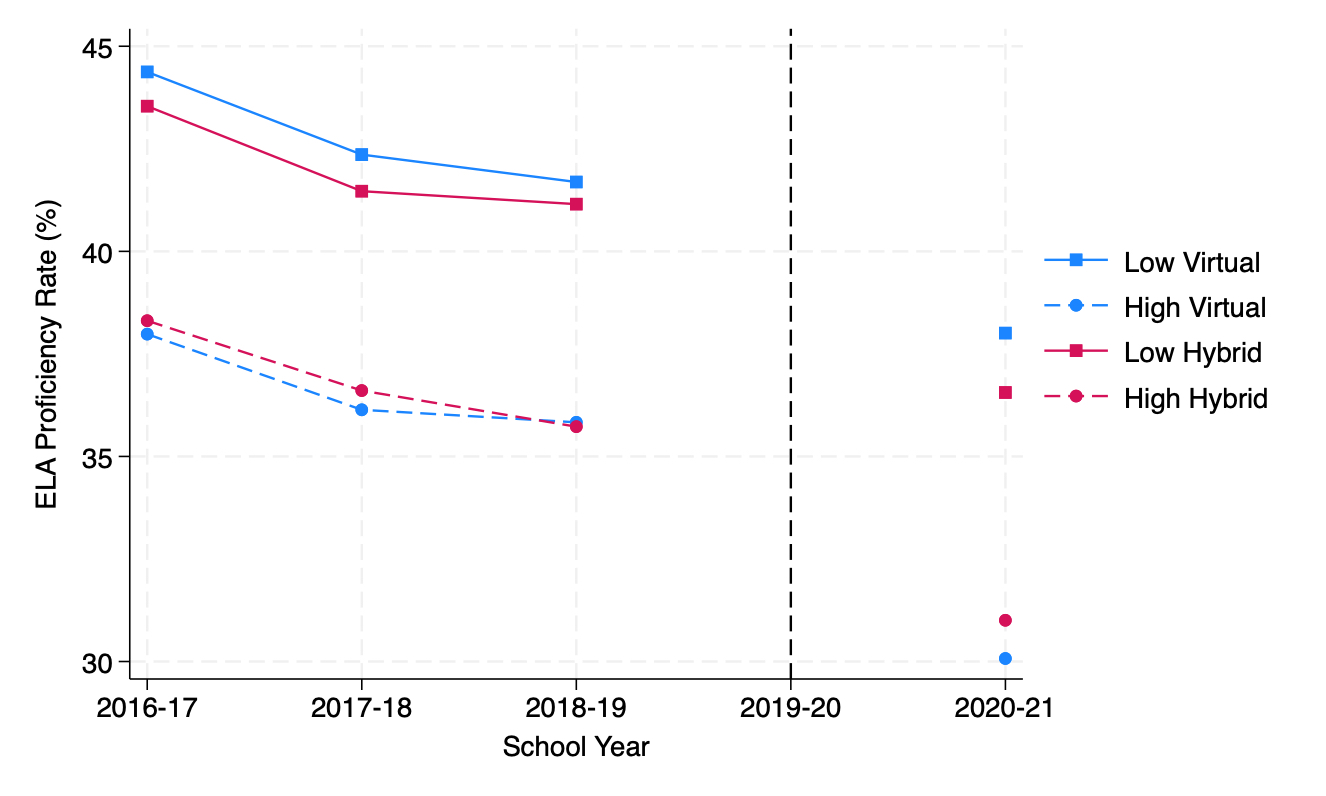 45
40
35
30
ELA Proficiency Rate (%)
2016-17
2017-18
2018-19
2019-20
2020-21
School Year
Low Virtual
High Virtual
Low Hybrid
High Hybrid